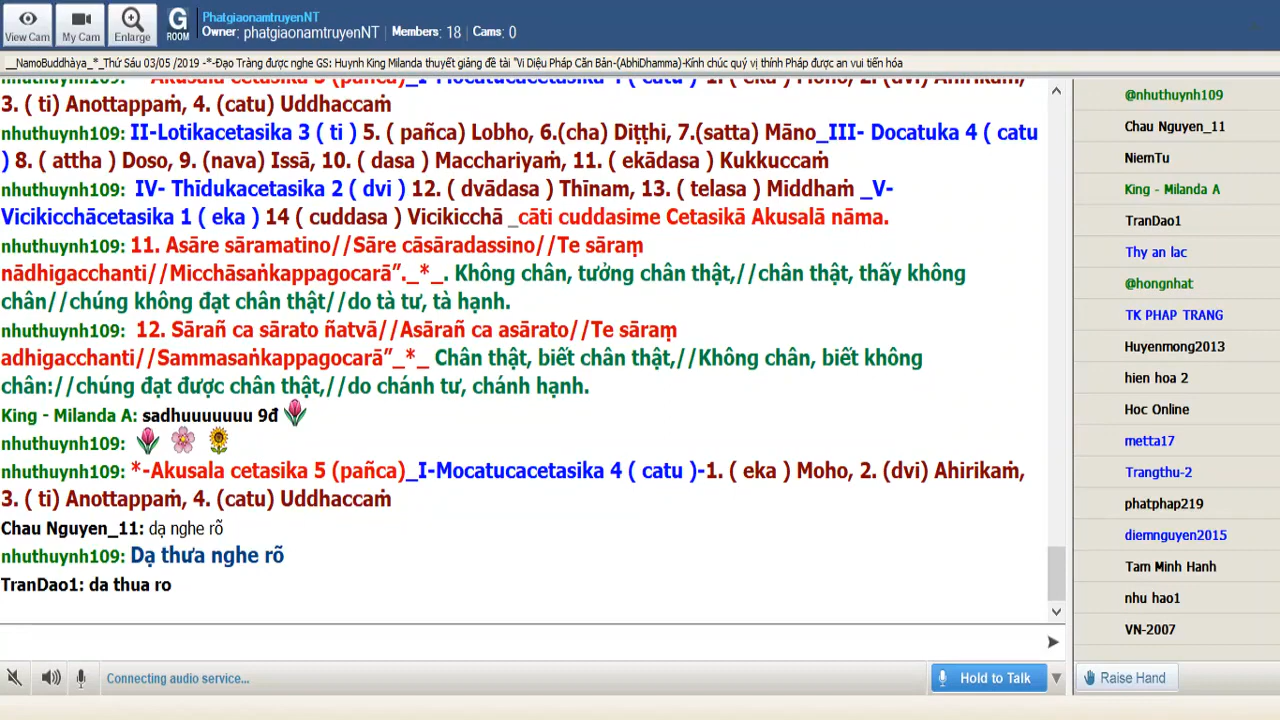 View Cam
My Cam
Enlarge
G
ROOM
PhatgiaonamtruyenNT
Owner: phatgiaonamtruyenNT | Members: 18 | Cams: 0
__NamoBuddhàya_*_Thứ Sáu 03/05 /2019 -*-Đạo Tràng được nghe GS: Huynh King Milanda thuyết giảng đề tài "Vi Diệu Pháp Căn Bản-(AbhiDhamma)-Kính chúc quý vị thính Pháp được an vui tiến hóa
3. ( ti) Anottappaṁ, 4. (catu) Uddhaccaṁ
nhuthuynh109: II-Lotikacetasika 3 ( ti ) 5. ( pañca) Lobho, 6.(cha) Diṭṭhi, 7.(satta) Māno_III- Docatuka 4 ( catu
) 8. ( attha ) Doso, 9. (nava) Issā, 10. ( dasa ) Macchariyaṁ, 11. ( ekādasa ) Kukkuccaṁ
nhuthuynh109: IV- Thīdukacetasika 2 ( dvi ) 12. ( dvādasa ) Thīnam, 13. ( telasa ) Middhaṁ _V-
Vicikicchācetasika 1 ( eka ) 14 ( cuddasa ) Vicikicchā _cāti cuddasime Cetasikā Akusalā nāma.
nhuthuynh109: 11. Asāre sāramatino//Sāre cāsāradassino//Te sāraṃ
nādhigacchanti//Micchāsaṅkappagocarā”._*_. Không chân, tưởng chân thật,//chân thật, thấy không
chân//chúng không đạt chân thật//do tà tư, tà hạnh.
nhuthuynh109: 12. Sārañ ca sārato ñatvā//Asārañ ca asārato//Te sāraṃ
adhigacchanti//Sammasaṅkappagocarā”_*_ Chân thật, biết chân thật,//Không chân, biết không
chân://chúng đạt được chân thật,//do chánh tư, chánh hạnh.
King - Milanda A: sadhuuuuuuu 9đ
nhuthuynh109:
nhuthuynh109: *-Akusala cetasika 5 (pañca)_I-Mocatucacetasika 4 ( catu )-1. ( eka ) Moho, 2. (dvi) Ahirikaṁ,
3. ( ti) Anottappaṁ, 4. (catu) Uddhaccaṁ
Chau Nguyen_11: dạ nghe rõ
nhuthuynh109: Dạ thưa nghe rõ
TranDao1: da thua ro
@nhuthuynh109
Chau Nguyen_11
NiemTu
King - Milanda A
TranDao1
Thy an lac
@hongnhat
TK PHAP TRANG
Huyenmong2013
hien hoa 2
Hoc Online
metta17
Trangthu-2
phatphap219
diemnguyen2015
Tam Minh Hanh
nhu hao1
VN-2007
Connecting audio service...
Hold to Talk
Raise Hand